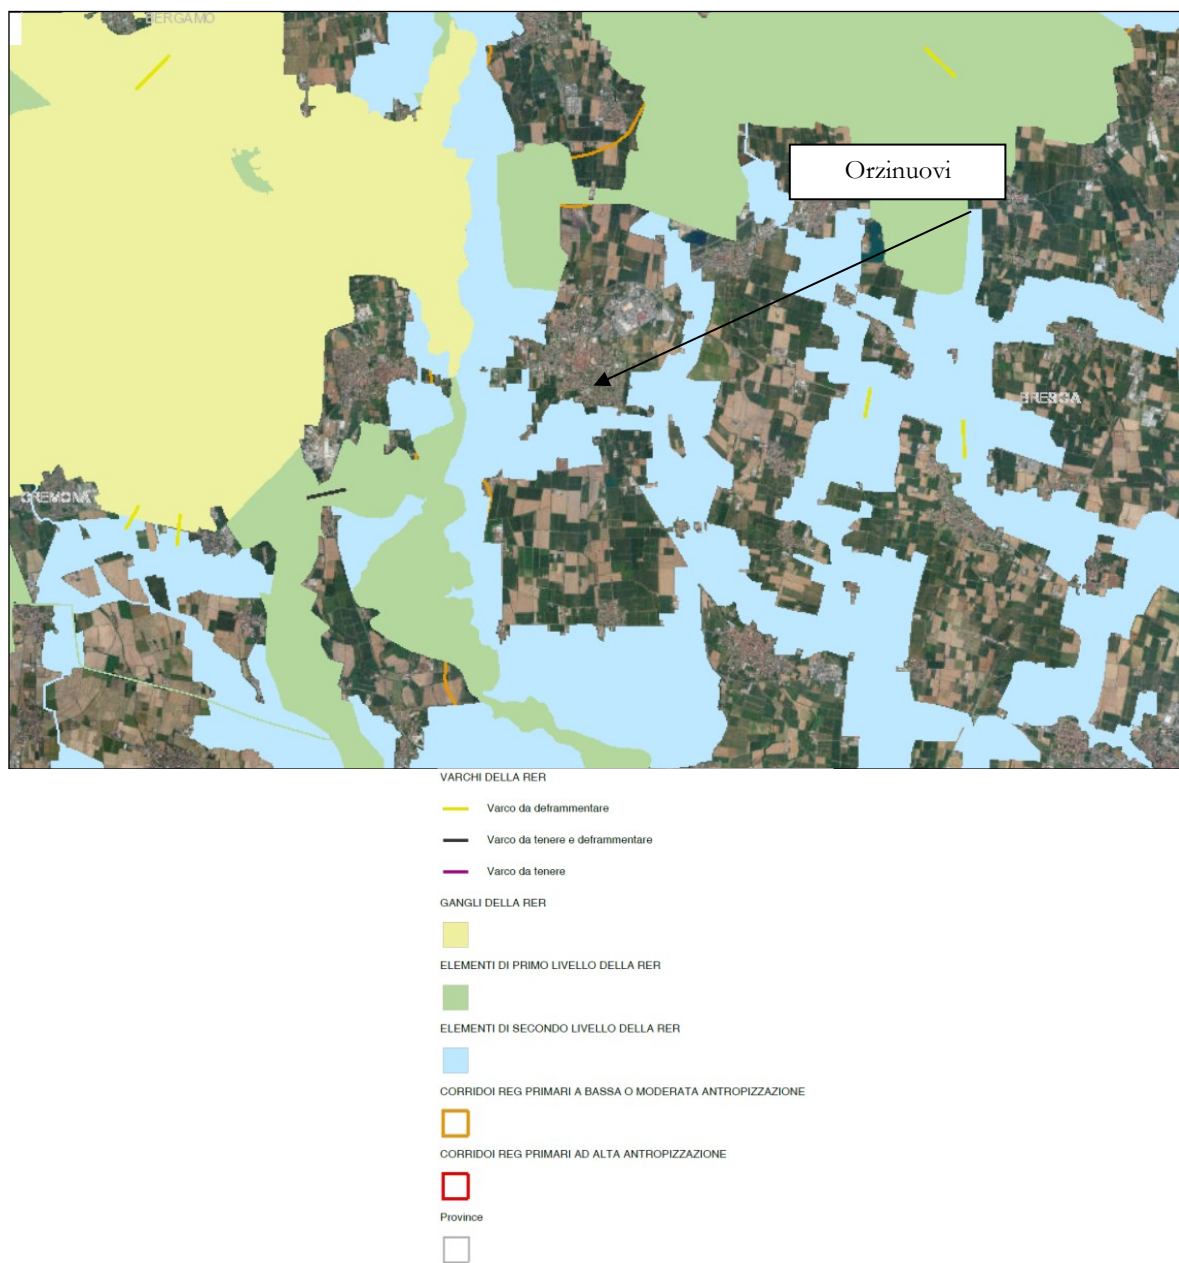 BERGAMO
Orzinuovi
BRESCIA
CREMONA
VARCHI DELLA RER
Varco da deframmentare
Varco da tenere e deframmentare
Varco da tenere
GANGLI DELLA RER
ELEMENTI DI PRIMO LIVELLO DELLA RER
ELEMENTI DI SECONDO LIVELLO DELLA RER
CORRIDOI REG PRIMARI A BASSA O MODERATA ANTROPIZZAZIONE
CORRIDOI REG PRIMARI AD ALTA ANTROPIZZAZIONE
Province